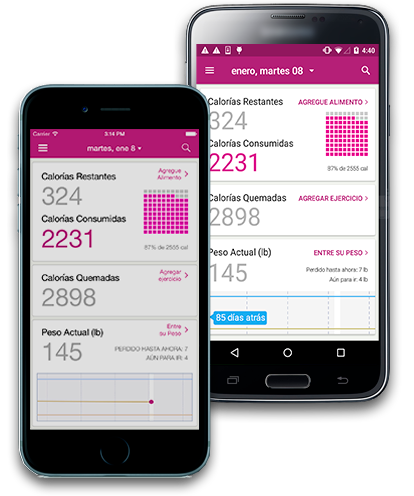 Carrier
3:14 PM
martes, ene 8
Calorías Restantes
Agregue
Alimento
324
Calorías Consumidas
2231
87% of 2555 cal
Calorías Quemadas
Agregar
ejercicio
2898
Peso Actual (lb)
Entre
su Peso
145
PERDIDO HASTA AHORA: 7
AÚN PARA IR: 4
4:40
enero, martes 08
Calorías Restantes
AGREGUE ALIMENTO
324
Calorías Consumidas
2231
87% of 2555 cal
Calorías Quemadas
AGREGAR EJERCICIO
2898
Peso Actual (lb)
ENTRE SU PESO
145
Perdido hasta ahora: 7 lb
Aún para ir: 4 lb
85 días atrás